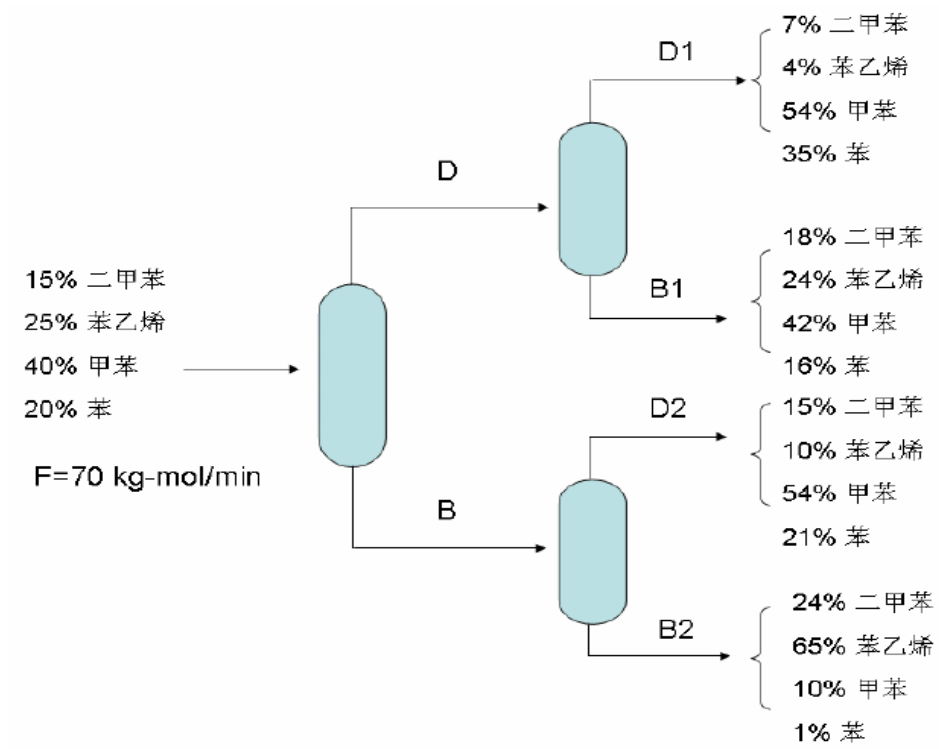 15% 二甲苯
25% 苯乙烯
40% 甲苯
20% 苯
F=70 kg-mol/min
D
B
D1
7% 二甲苯
4% 苯乙烯
54% 甲苯
35% 苯
B1
18% 二甲苯
24% 苯乙烯
42% 甲苯
16% 苯
D2
15% 二甲苯
10% 苯乙烯
54% 甲苯
21% 苯
B2
24% 二甲苯
65% 苯乙烯
10% 甲苯
1% 苯